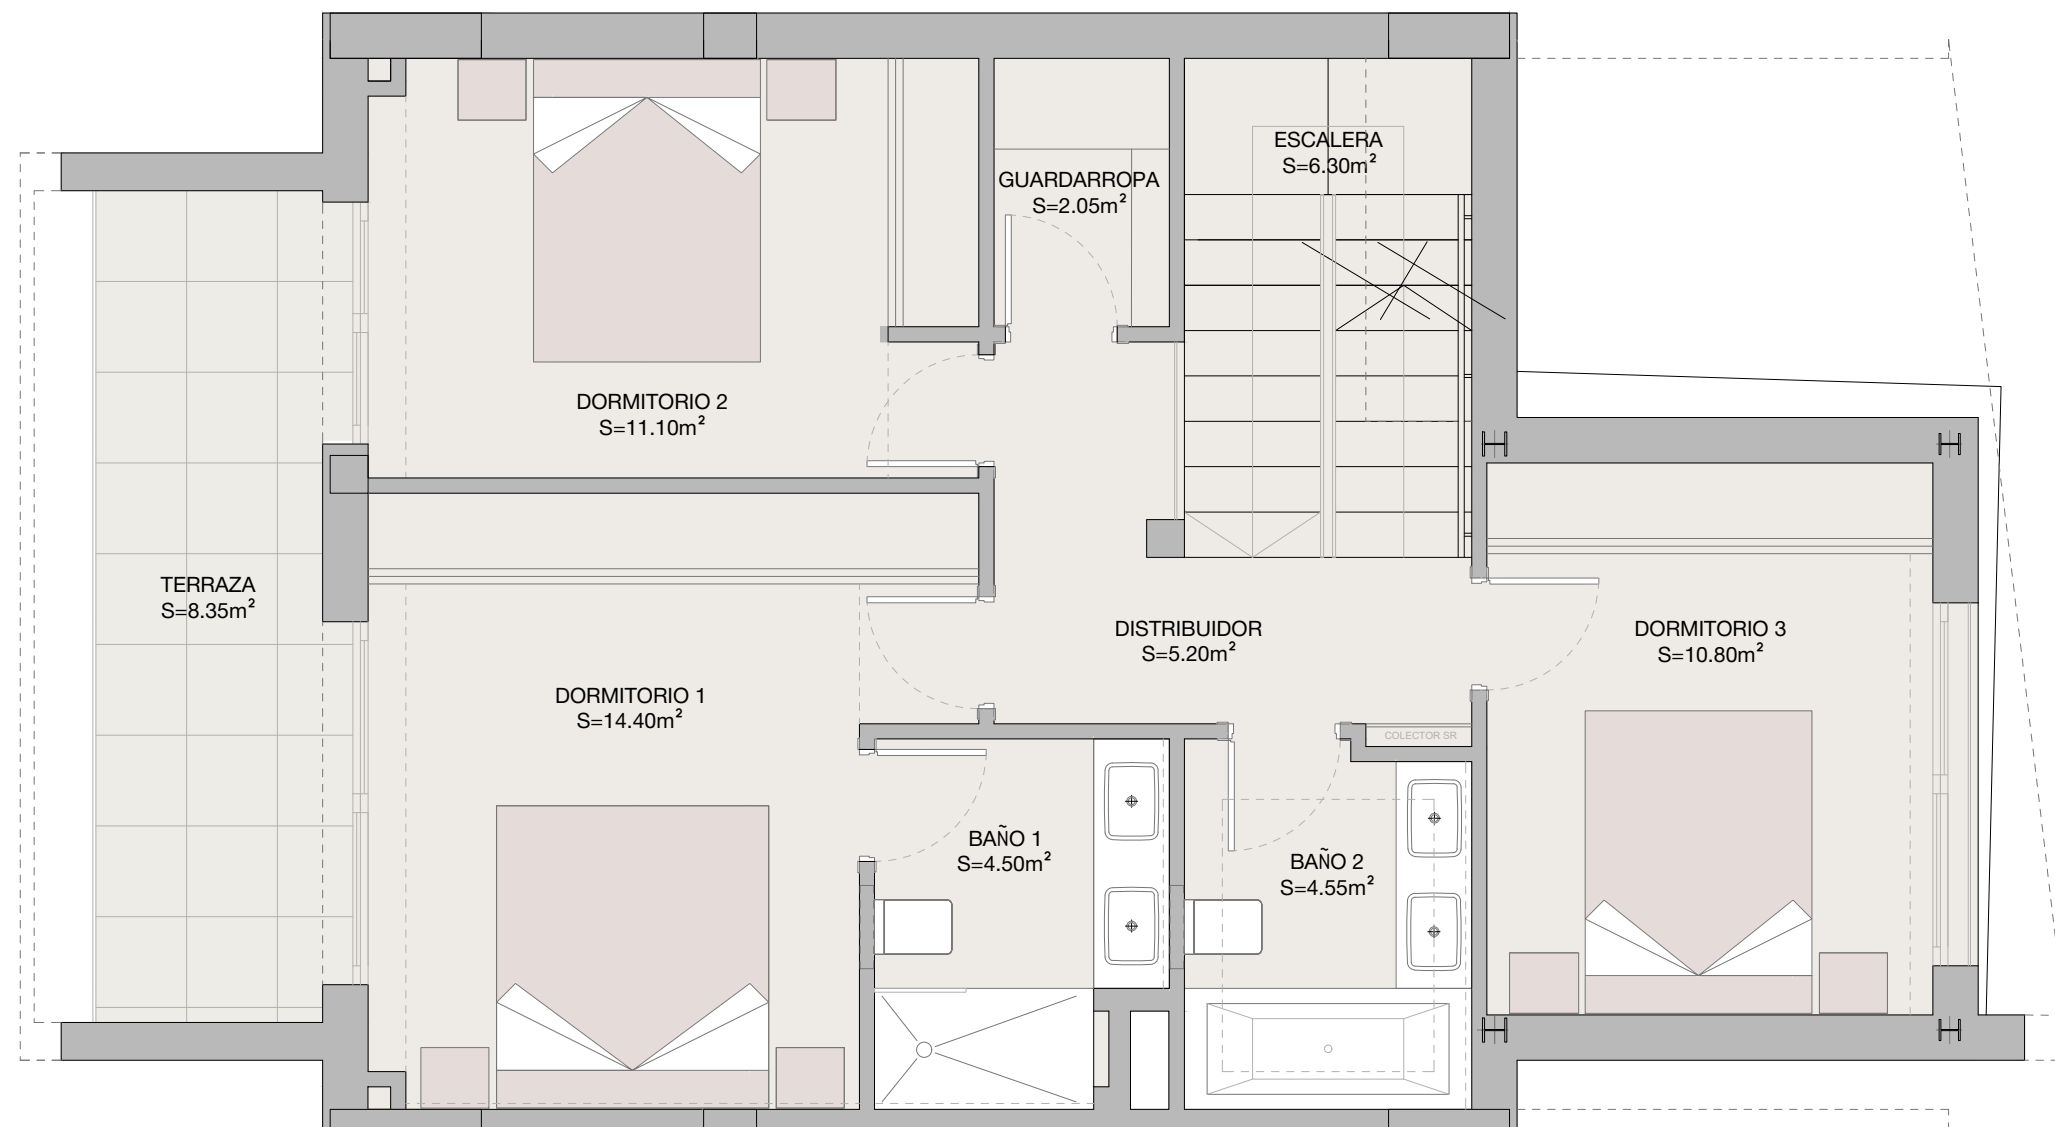 ESCALERA
S=6.30m²
GUARDARROPA
S=2.05m²
DORMITORIO 2
S=11.10m²
TERRAZA
S=8.35m²
DISTRIBUIDOR
S=5.20m²
DORMITORIO 3
S=10.80m²
DORMITORIO 1
S=14.40m²
COLECTOR SR
BAÑO 1
S=4.50m²
BAÑO 2
S=4.55m²